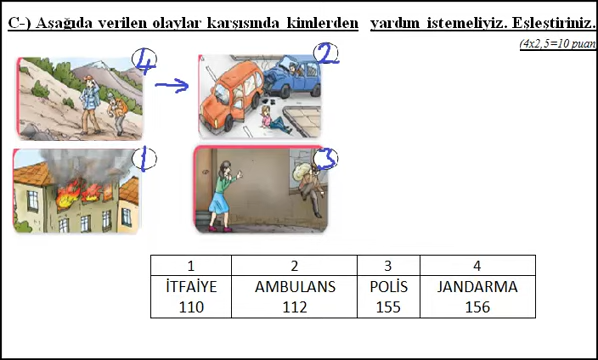 C-) Aşağıda verilen olaylar karşısında kimlerden yardım istemeliyiz. Eşleştiriniz.
(4x2,5=10 puan
4 → 2
1 3
1 2 3 4
İTFAİYE AMBULANS POLİS JANDARMA
110 112 155 156